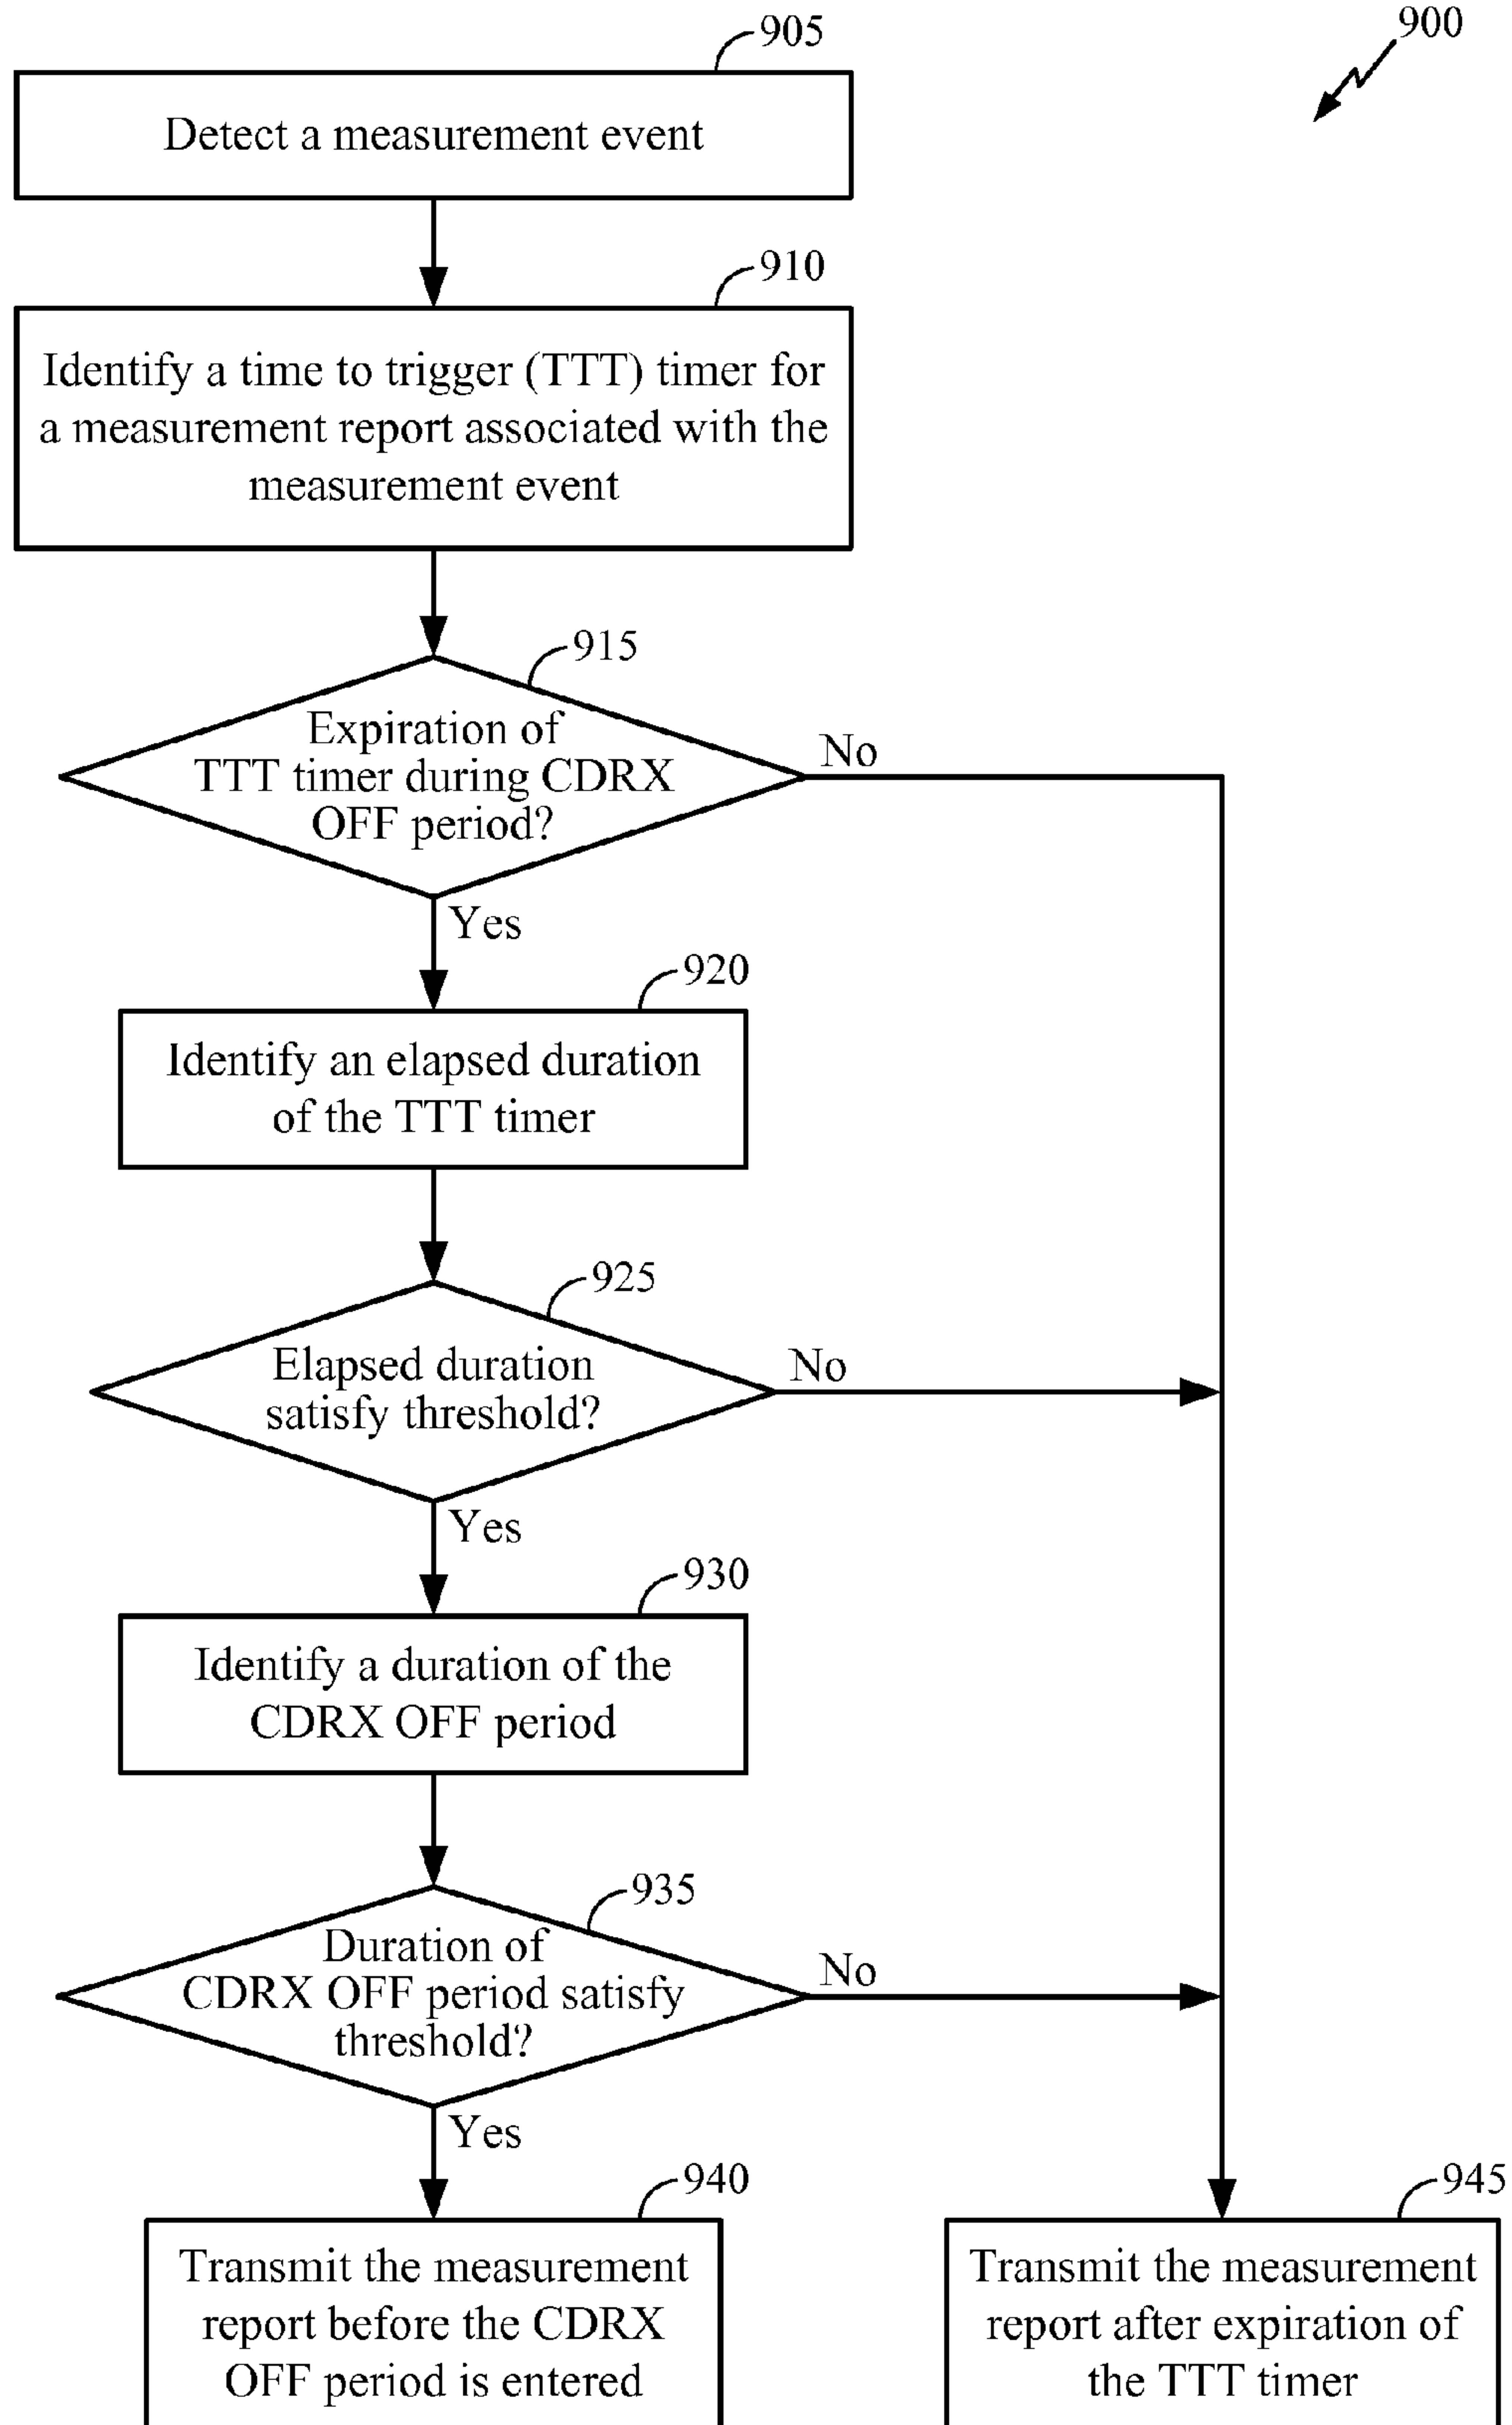 900
905
Detect a measurement event
910
Identify a time to trigger (TTT) timer for
a measurement report associated with the
measurement event
915
Expiration of
TTT timer during CDRX
OFF period?
No
Yes
920
Identify an elapsed duration
of the TTT timer
925
Elapsed duration
satisfy threshold?
No
Yes
930
Identify a duration of the
CDRX OFF period
935
Duration of
CDRX OFF period satisfy
threshold?
No
Yes
940
Transmit the measurement
report before the CDRX
OFF period is entered
945
Transmit the measurement
report after expiration of
the TTT timer